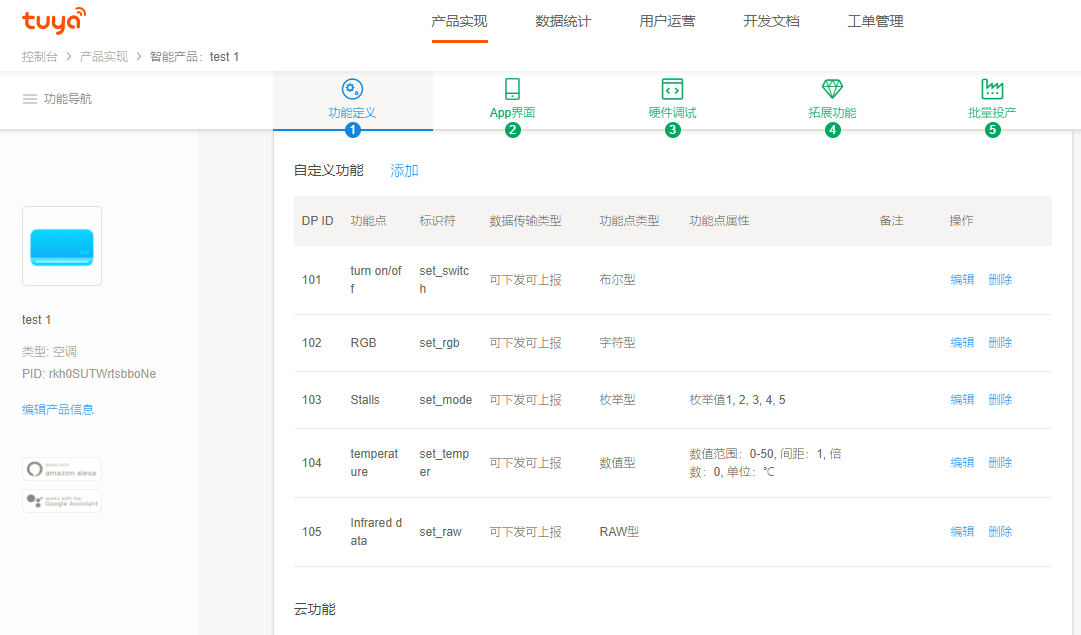 tuya
产品实现 数据统计 用户运营 开发文档 工单管理
控制台 > 产品实现 > 智能产品: test 1
功能导航
功能定义 App界面 硬件调试 拓展功能 批量投产
1 2 3 4 5
test 1
类型: 空调
PID: rkh0SUTWrtsbboNe
编辑产品信息
WORKS WITH
amazon alexa
works with the
Google Assistant
自定义功能 添加
DP ID 功能点 标识符 数据传输类型 功能点类型 功能点属性 备注 操作
101 turn on/of set_switc 可下发可上报 布尔型 编辑 删除
f h
102 RGB set_rgb 可下发可上报 字符型 编辑 删除
103 Stalls set_mode 可下发可上报 枚举型 枚举值1, 2, 3, 4, 5 编辑 删除
104 temperat set_temp 可下发可上报 数值型 数值范围: 0-50, 间距: 1, 倍 编辑 删除
ure er 数: 0, 单位: ℃
105 Infrared d set_raw 可下发可上报 RAW型 编辑 删除
ata
云功能